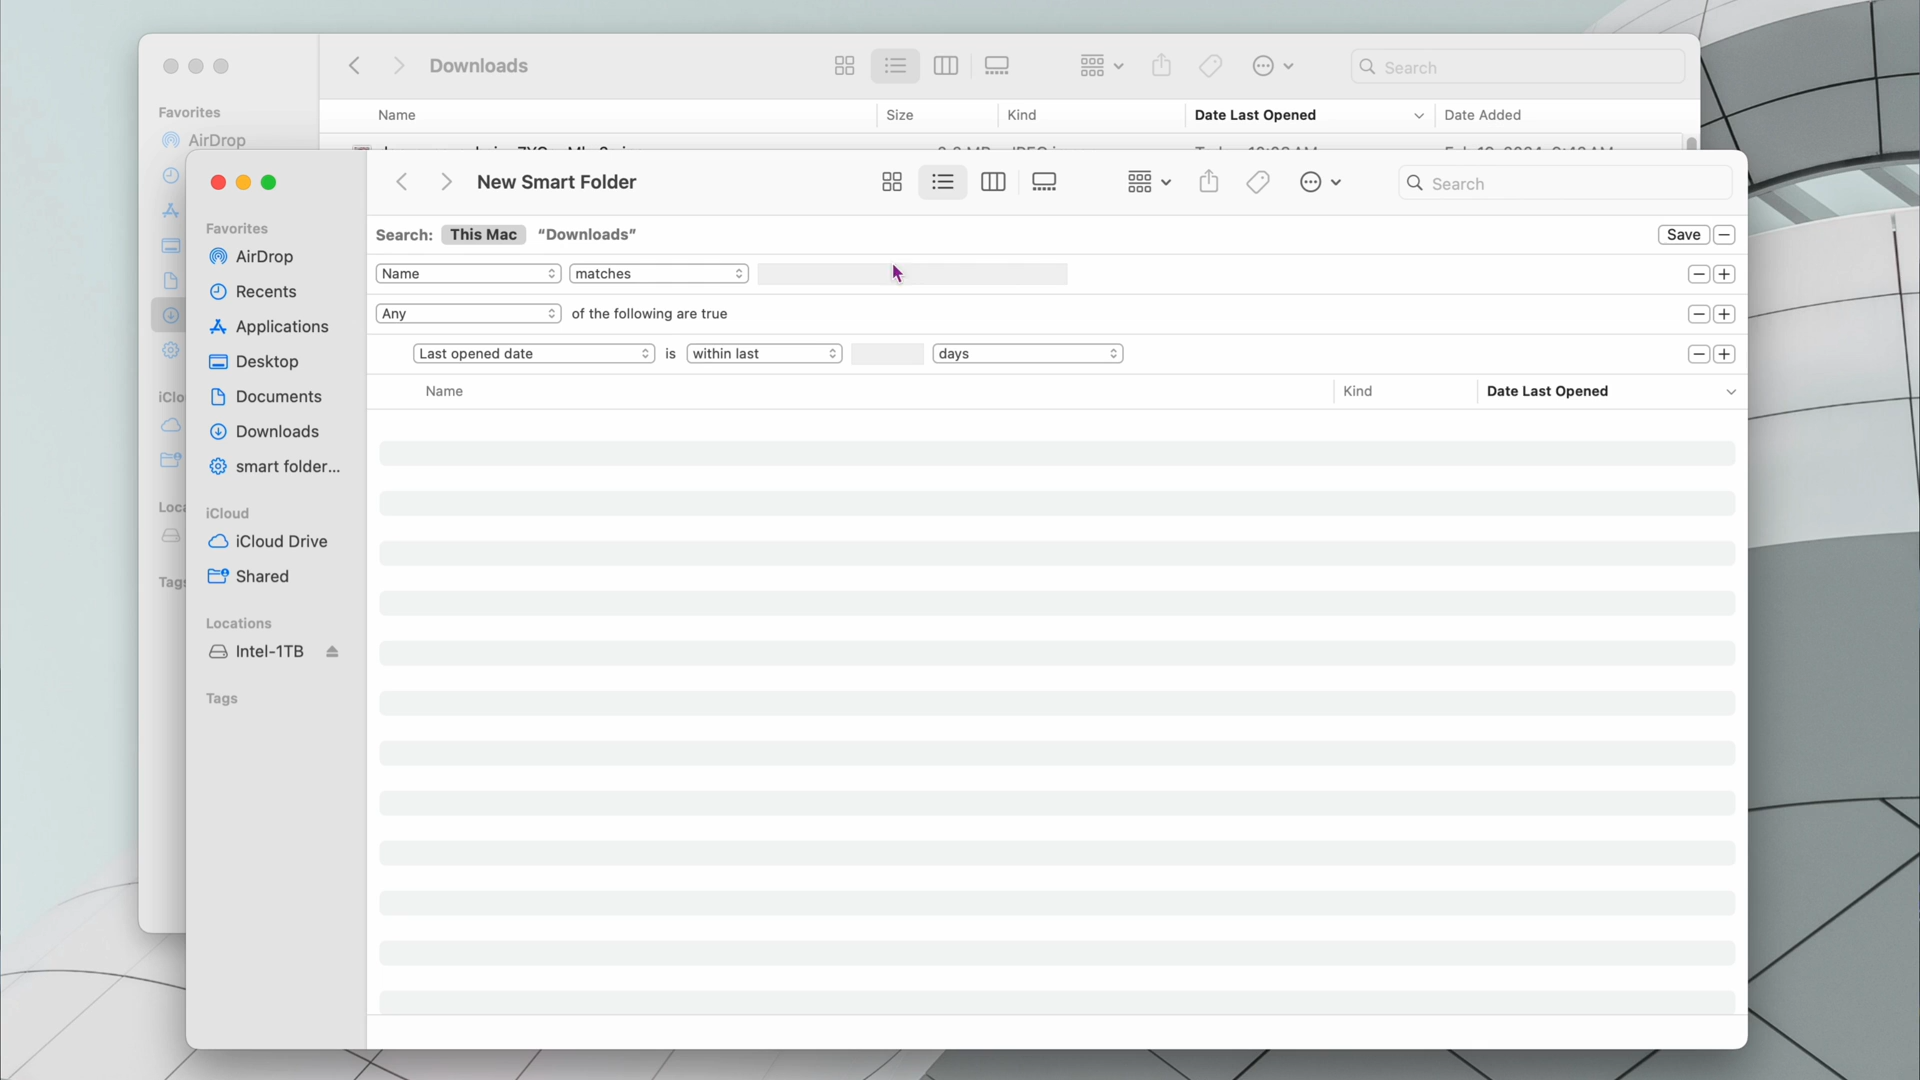 Downloads
Search
Favorites
AirDrop
Name
Size
Kind
Date Last Opened
Date Added
New Smart Folder
Search
Favorites
AirDrop
Recents
Applications
Desktop
Documents
Downloads
smart folder...
iCloud
iCloud Drive
Shared
Locations
Intel-1TB
Tags
Search: This Mac “Downloads” Save
Name matches
Any of the following are true
Last opened date is within last days
Name Kind Date Last Opened
iClou
Loca
Tags